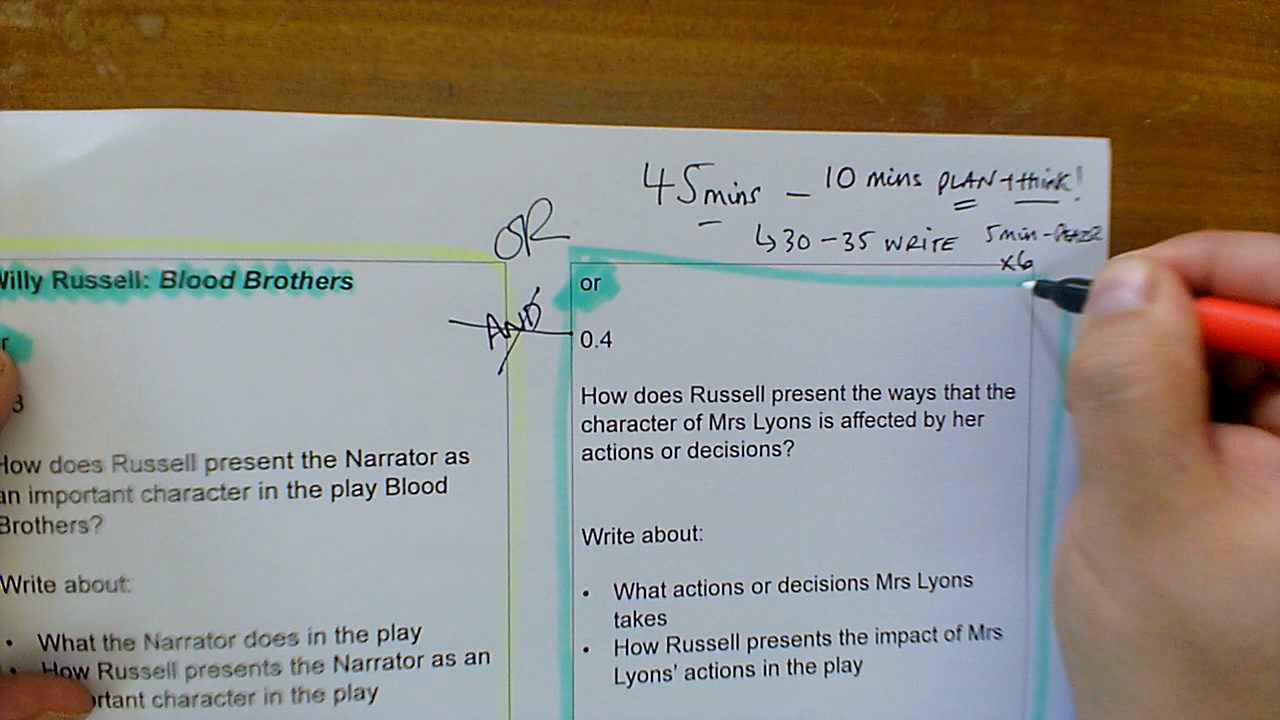 45 mins – 10 mins PLAN + think!
↳ 30 – 35 WRITE 5 min –
x6
OR
AND
Willy Russell: Blood Brothers
How does Russell present the Narrator as
an important character in the play Blood
Brothers?
Write about:
• What the Narrator does in the play
• How Russell presents the Narrator as an
character in the play
or
0.4
How does Russell present the ways that the
character of Mrs Lyons is affected by her
actions or decisions?
Write about:
• What actions or decisions Mrs Lyons
takes
• How Russell presents the impact of Mrs
Lyons' actions in the play